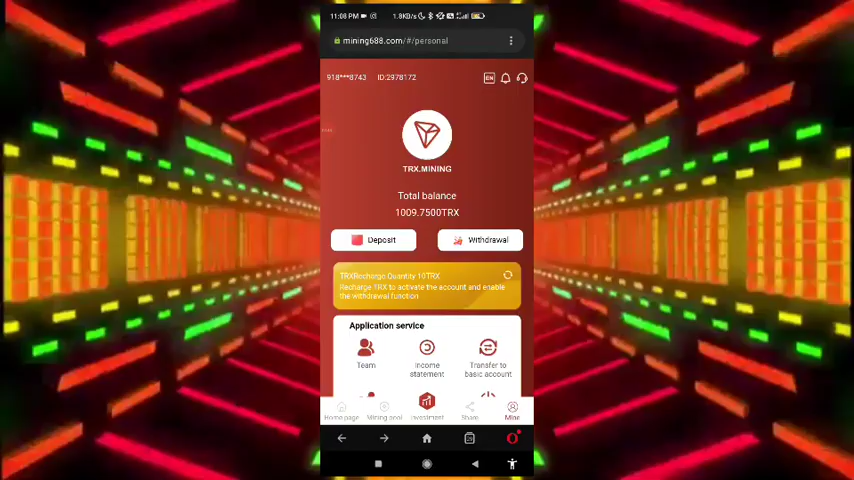 11:08 PM 1.8KB/s
mining688.com/#/personal
918***8743 ID:2978172 EN
TRX.MINING
Total balance
1009.7500TRX
Deposit Withdrawal
TRXRecharge Quantity 10TRX
Recharge TRX to activate the account and enable
the withdrawal function
Application service
Team Income statement Transfer to basic account
Home page Mining pool Investment Share Mine